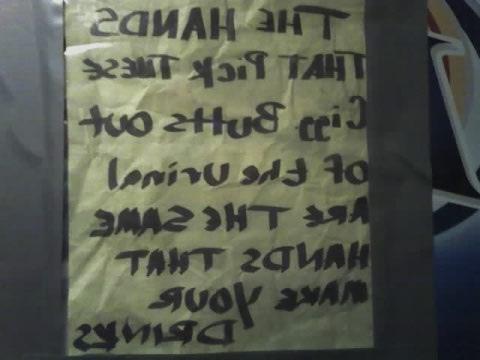 THE HANDS
THAT PiCK THESE
Cigg. Butts out
of the urinal
ARE THE SAME
HANDS THAT
MAKE YOUR
DRINKS